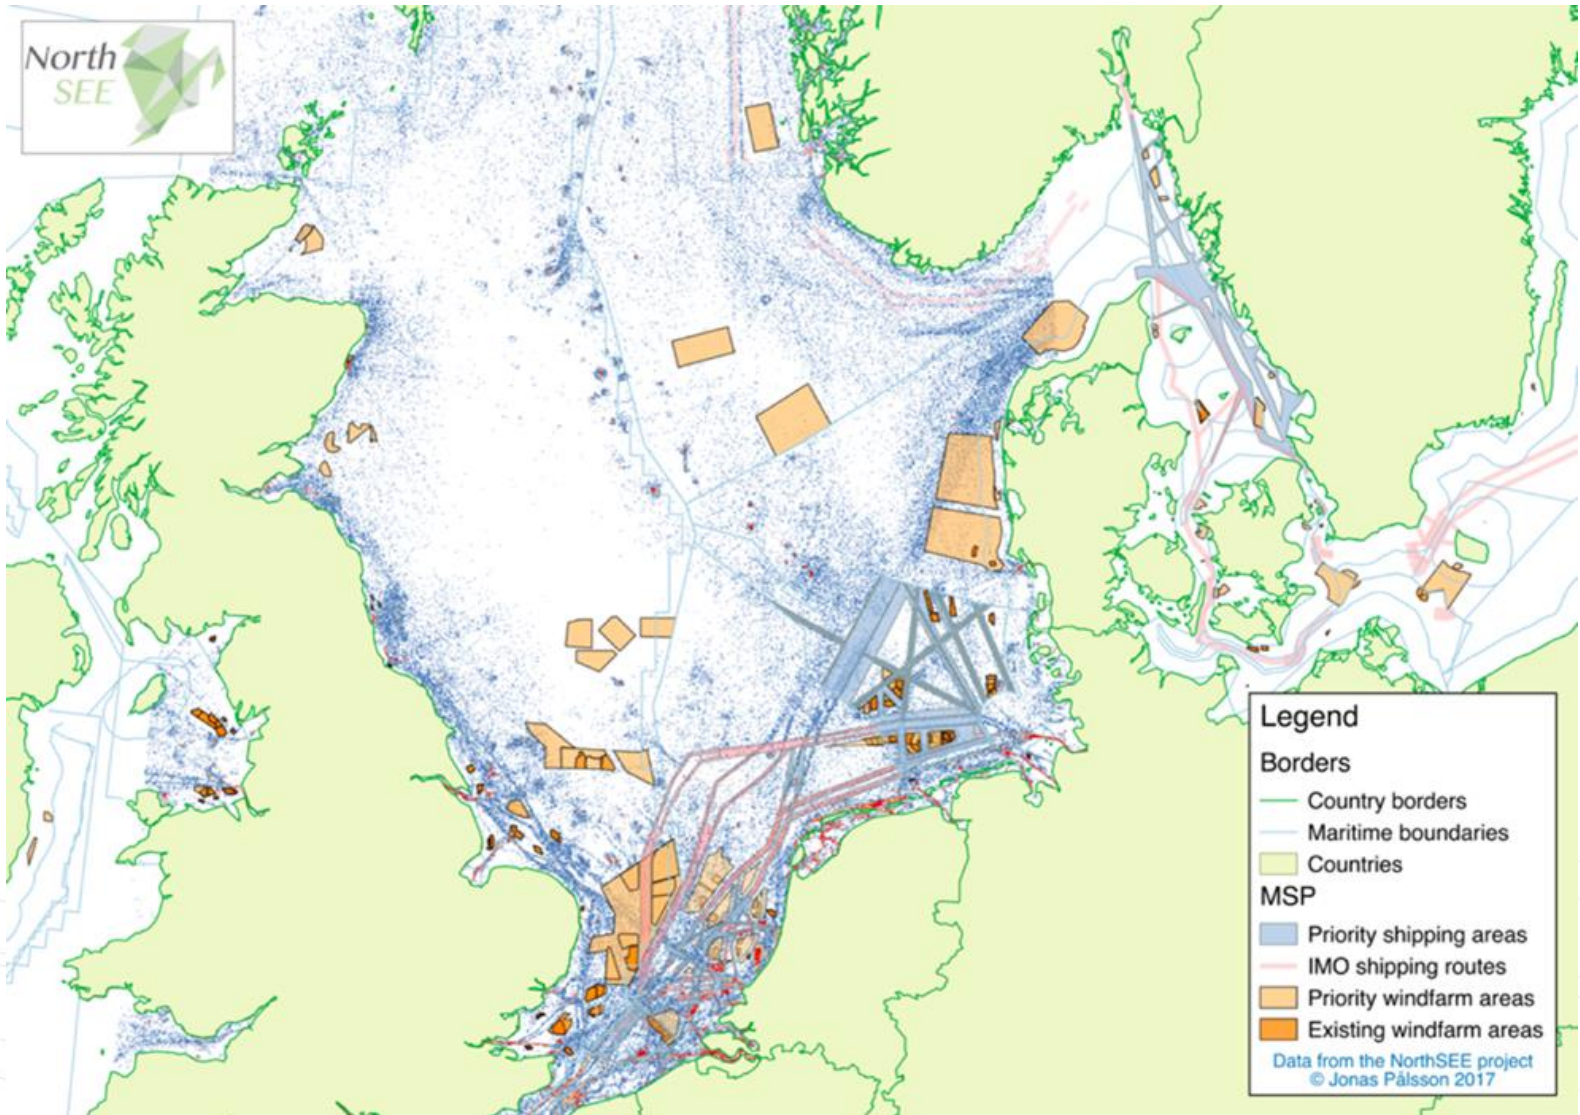 North
SEE
Legend
Borders
Country borders
Maritime boundaries
Countries
MSP
Priority shipping areas
IMO shipping routes
Priority windfarm areas
Existing windfarm areas
Data from the NorthSEE project
© Jonas Pålsson 2017